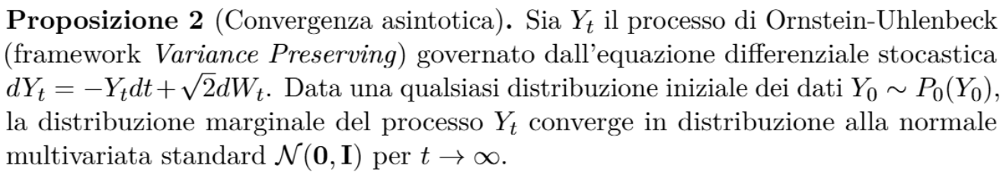 Proposizione 2 (Convergenza asintotica). Sia $Y_t$ il processo di Ornstein-Uhlenbeck
(framework Variance Preserving) governato dall'equazione differenziale stocastica
$dY_t = -Y_t dt + \sqrt{2} dW_t$. Data una qualsiasi distribuzione iniziale dei dati $Y_0 \sim P_0(Y_0)$,
la distribuzione marginale del processo $Y_t$ converge in distribuzione alla normale
multivariata standard $\mathcal{N}(\mathbf{0}, \mathbf{I})$ per $t \to \infty$.